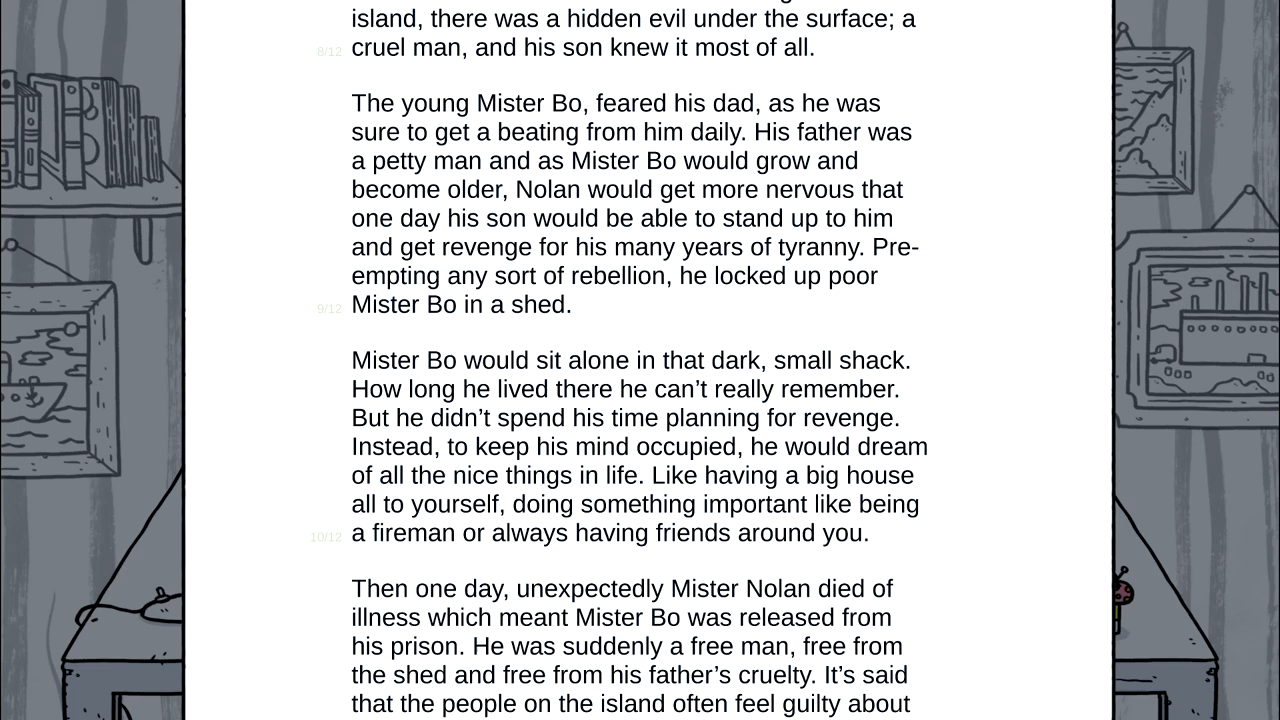 island, there was a hidden evil under the surface; a
8/12 cruel man, and his son knew it most of all.
The young Mister Bo, feared his dad, as he was
sure to get a beating from him daily. His father was
a petty man and as Mister Bo would grow and
become older, Nolan would get more nervous that
one day his son would be able to stand up to him
and get revenge for his many years of tyranny. Pre-
empting any sort of rebellion, he locked up poor
9/12 Mister Bo in a shed.
Mister Bo would sit alone in that dark, small shack.
How long he lived there he can’t really remember.
But he didn’t spend his time planning for revenge.
Instead, to keep his mind occupied, he would dream
of all the nice things in life. Like having a big house
all to yourself, doing something important like being
10/12 a fireman or always having friends around you.
Then one day, unexpectedly Mister Nolan died of
illness which meant Mister Bo was released from
his prison. He was suddenly a free man, free from
the shed and free from his father’s cruelty. It’s said
that the people on the island often feel guilty about